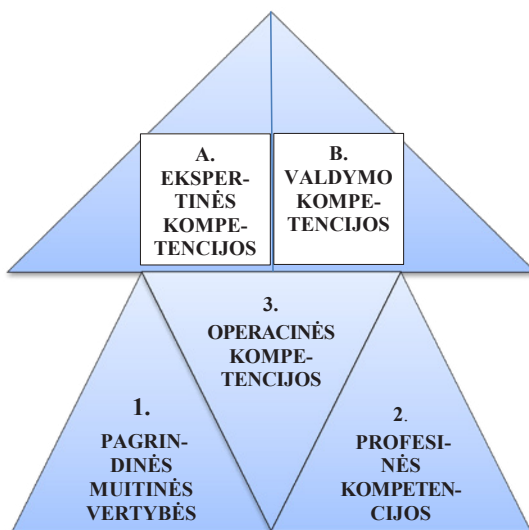 A.
EKSPER-
TINĖS
KOMPE-
TENCIJOS
B.
VALDYMO
KOMPE-
TENCIJOS
3.
OPERACINĖS
KOMPE-
TENCIJOS
1.
PAGRIN-
DINĖS
MUITINĖS
VERTYBĖS
2.
PROFESI-
NĖS
KOMPETEN-
CIJOS